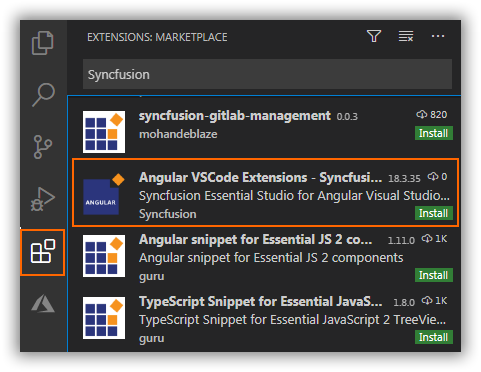 EXTENSIONS: MARKETPLACE
Syncfusion
syncfusion-gitlab-management 0.0.3 820
mohandeblaze Install
Angular VSCode Extensions - Syncfusi... 18.3.35 0
ANGULAR
Syncfusion Essential Studio for Angular Visual Studio...
Syncfusion Install
Angular snippet for Essential JS 2 co... 1.11.0 1K
Angular snippet for Essential JS 2 components
guru Install
TypeScript Snippet for Essential JavaS... 1.8.0 1K
TypeScript Snippet for Essential JavaScript 2 TreeVie...
guru Install